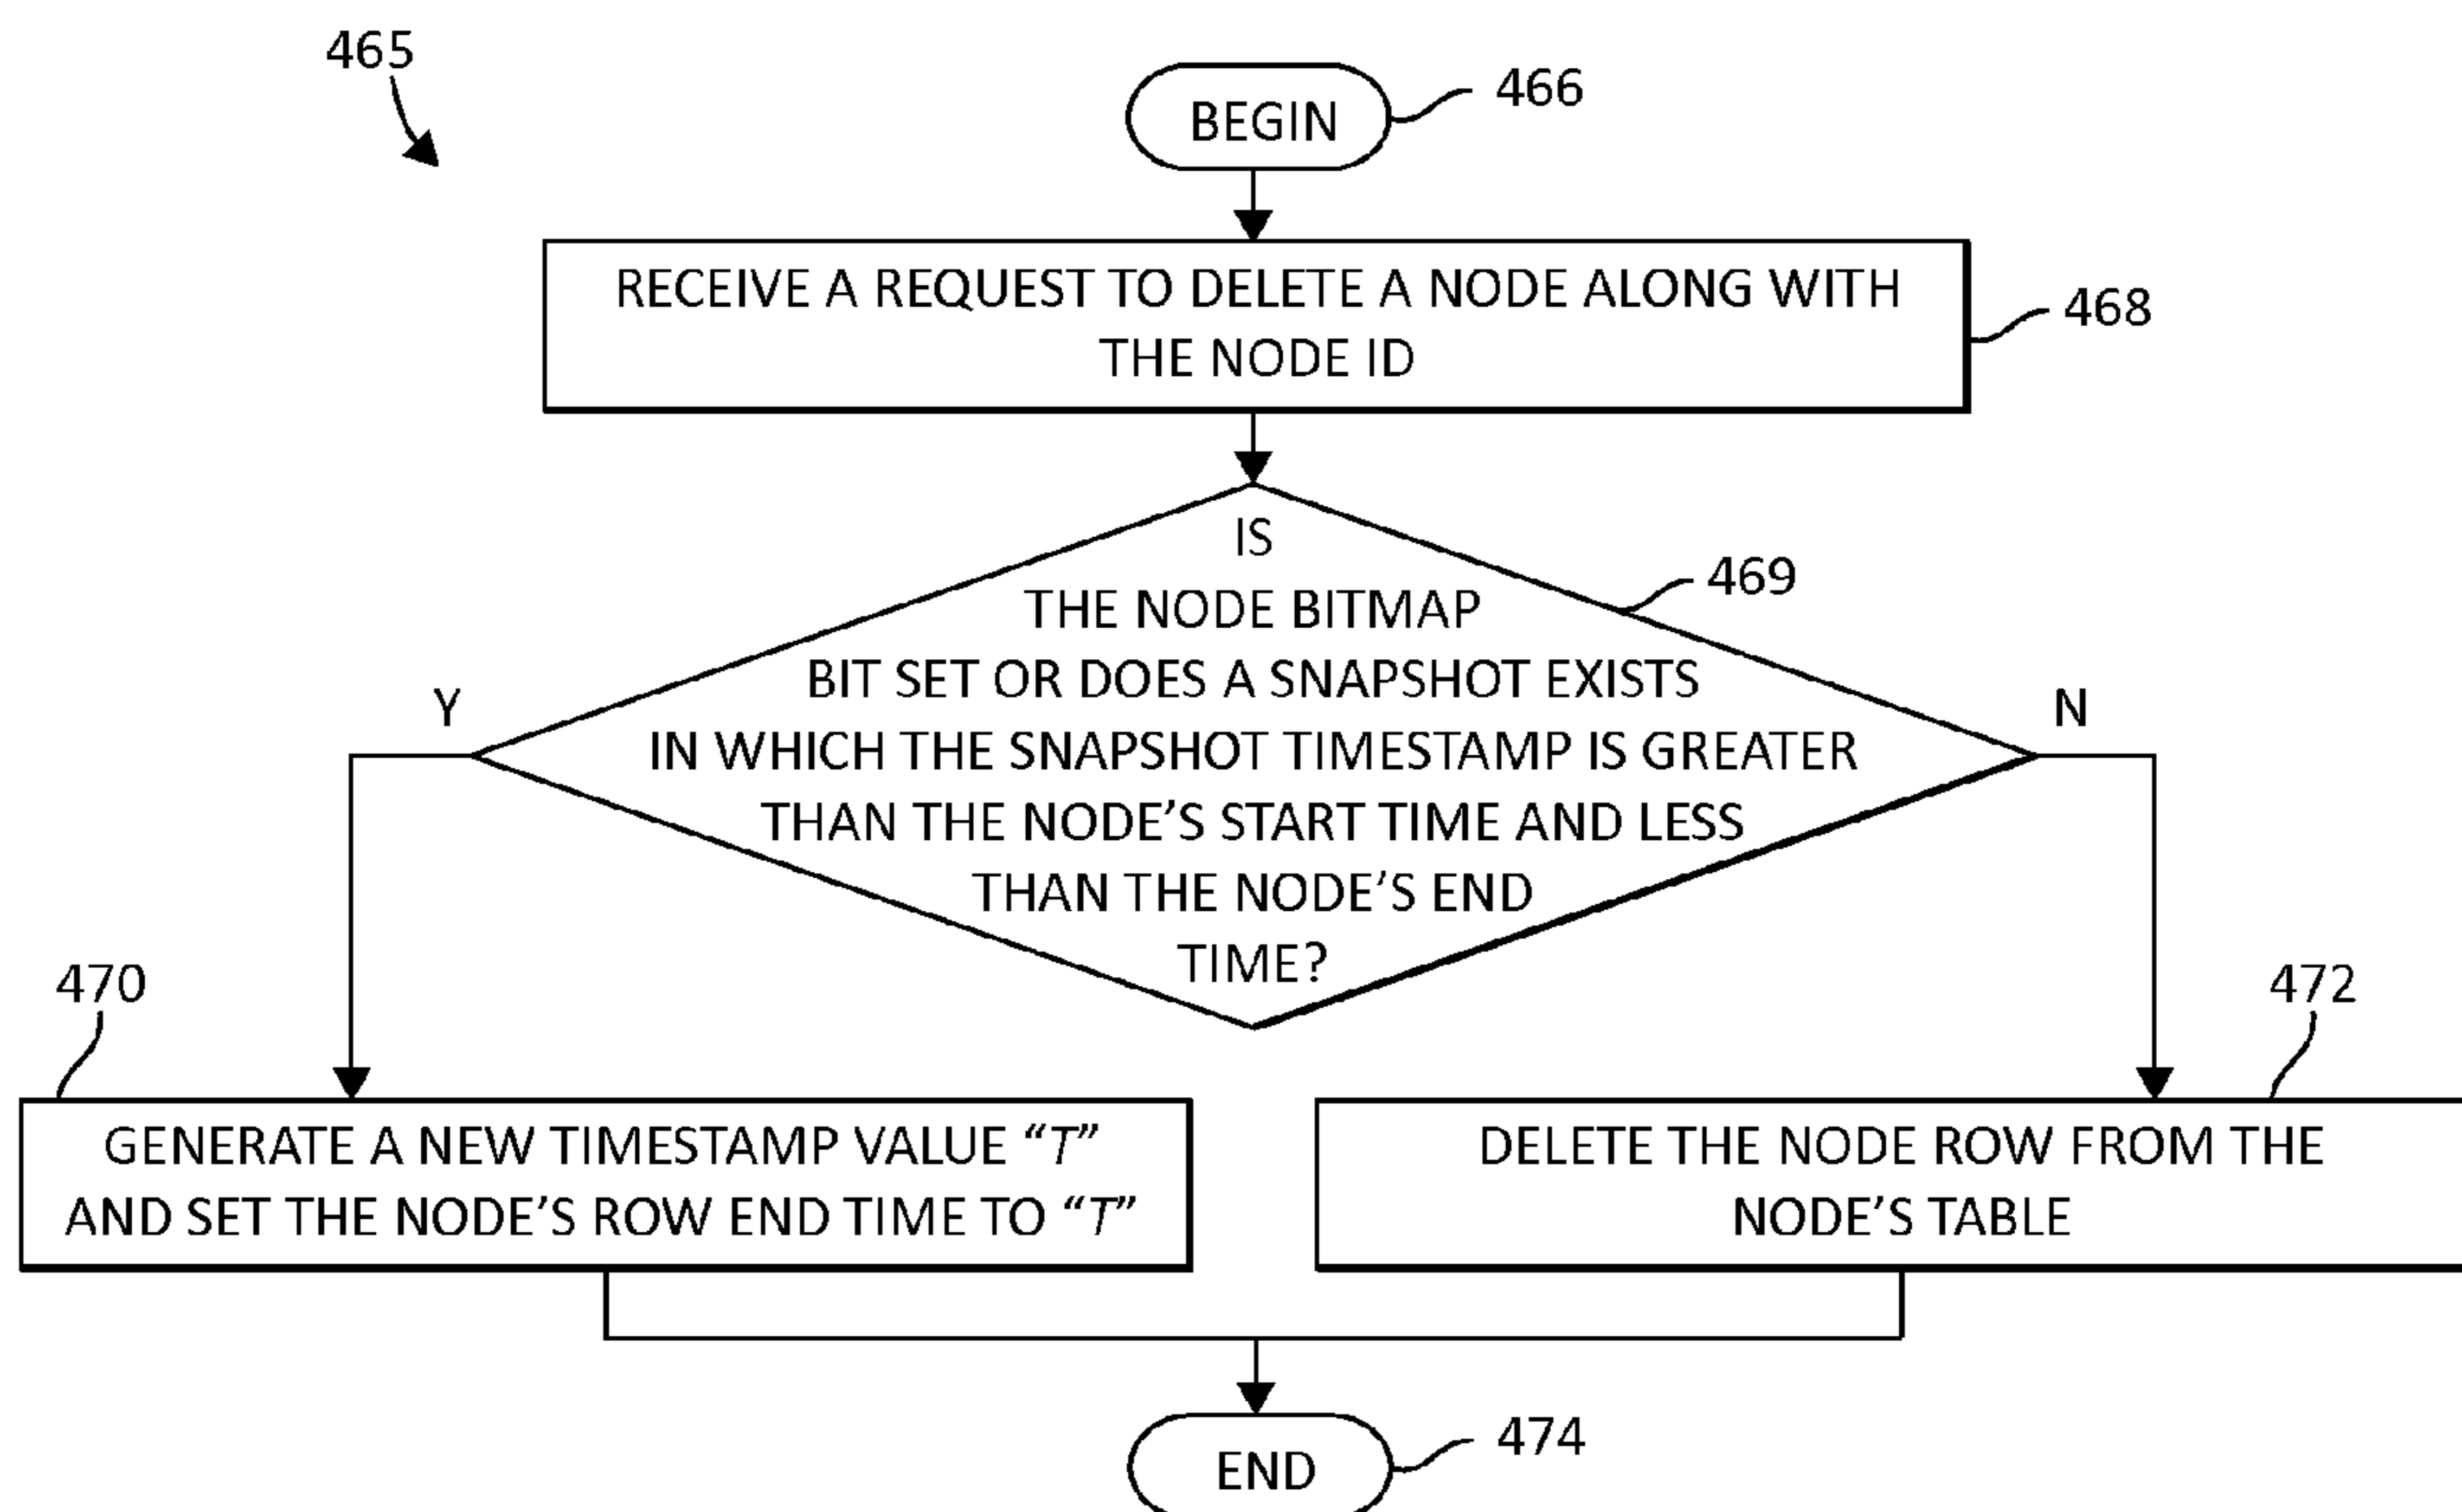 465
BEGIN
466
RECEIVE A REQUEST TO DELETE A NODE ALONG WITH
THE NODE ID
468
IS
THE NODE BITMAP
BIT SET OR DOES A SNAPSHOT EXISTS
IN WHICH THE SNAPSHOT TIMESTAMP IS GREATER
THAN THE NODE’S START TIME AND LESS
THAN THE NODE’S END
TIME?
469
Y
N
470
GENERATE A NEW TIMESTAMP VALUE “T”
AND SET THE NODE’S ROW END TIME TO “T”
472
DELETE THE NODE ROW FROM THE
NODE’S TABLE
END
474